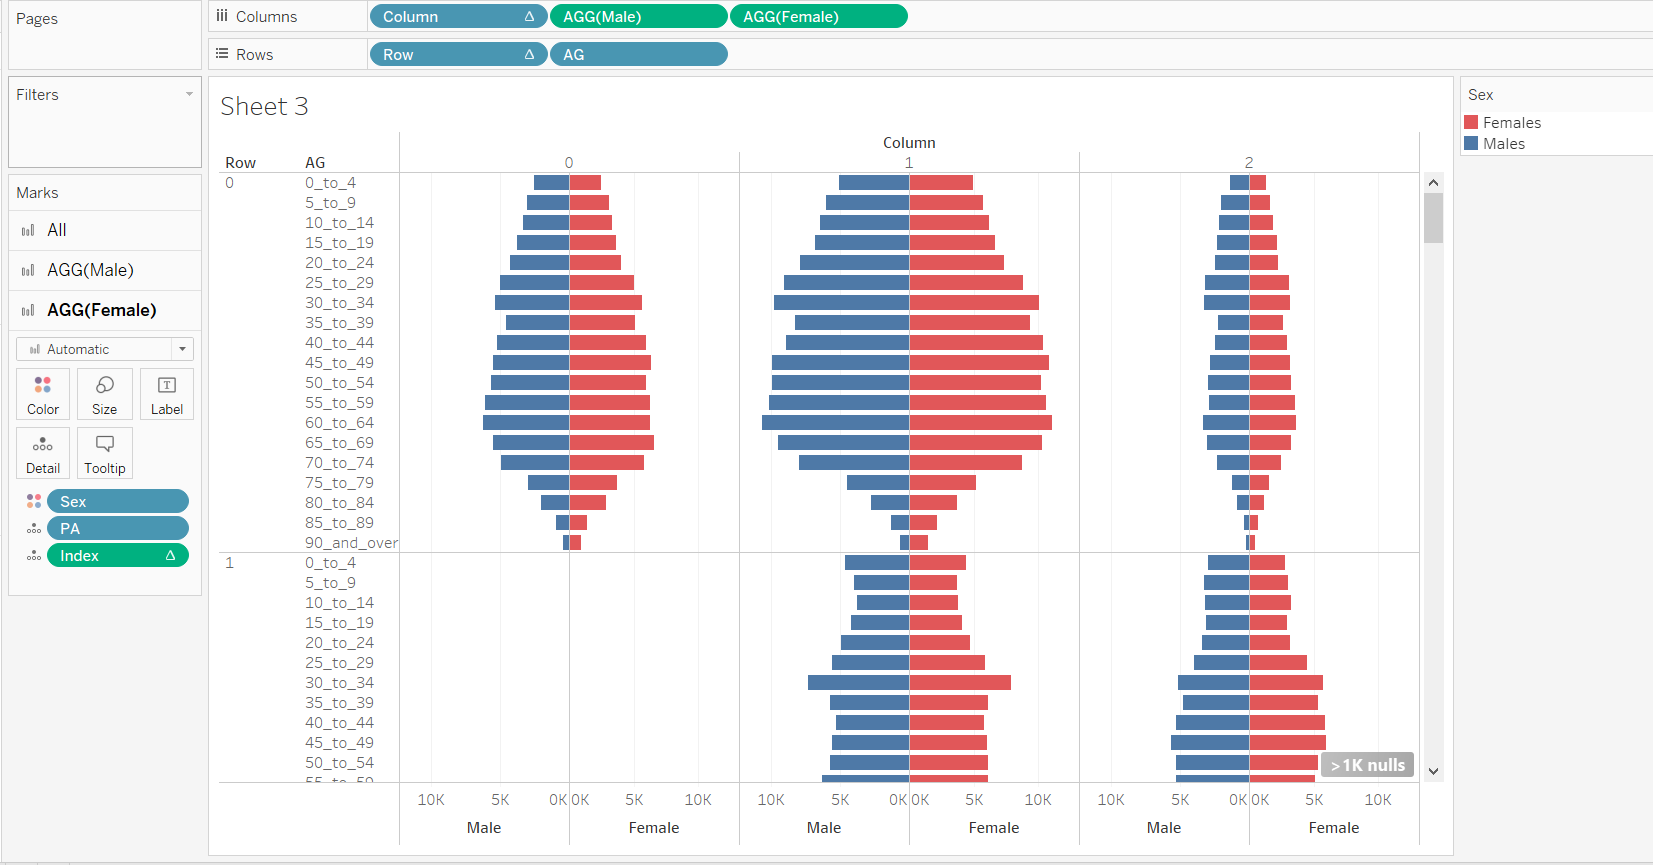 Pages
Columns
Column
AGG(Male)
AGG(Female)
Rows
Row
AG
Filters
Marks
All
AGG(Male)
AGG(Female)
Automatic
Color
Size
Label
Detail
Tooltip
Sex
PA
Index
Sheet 3
Column
Row AG 0 1 2
0 0_to_4
5_to_9
10_to_14
15_to_19
20_to_24
25_to_29
30_to_34
35_to_39
40_to_44
45_to_49
50_to_54
55_to_59
60_to_64
65_to_69
70_to_74
75_to_79
80_to_84
85_to_89
90_and_over
1 0_to_4
5_to_9
10_to_14
15_to_19
20_to_24
25_to_29
30_to_34
35_to_39
40_to_44
45_to_49
50_to_54
55_to_59
>1K nulls
10K 5K 0K 0K 5K 10K 10K 5K 0K 0K 5K 10K 10K 5K 0K 0K 5K 10K
Male Female Male Female Male Female
Sex
Females
Males